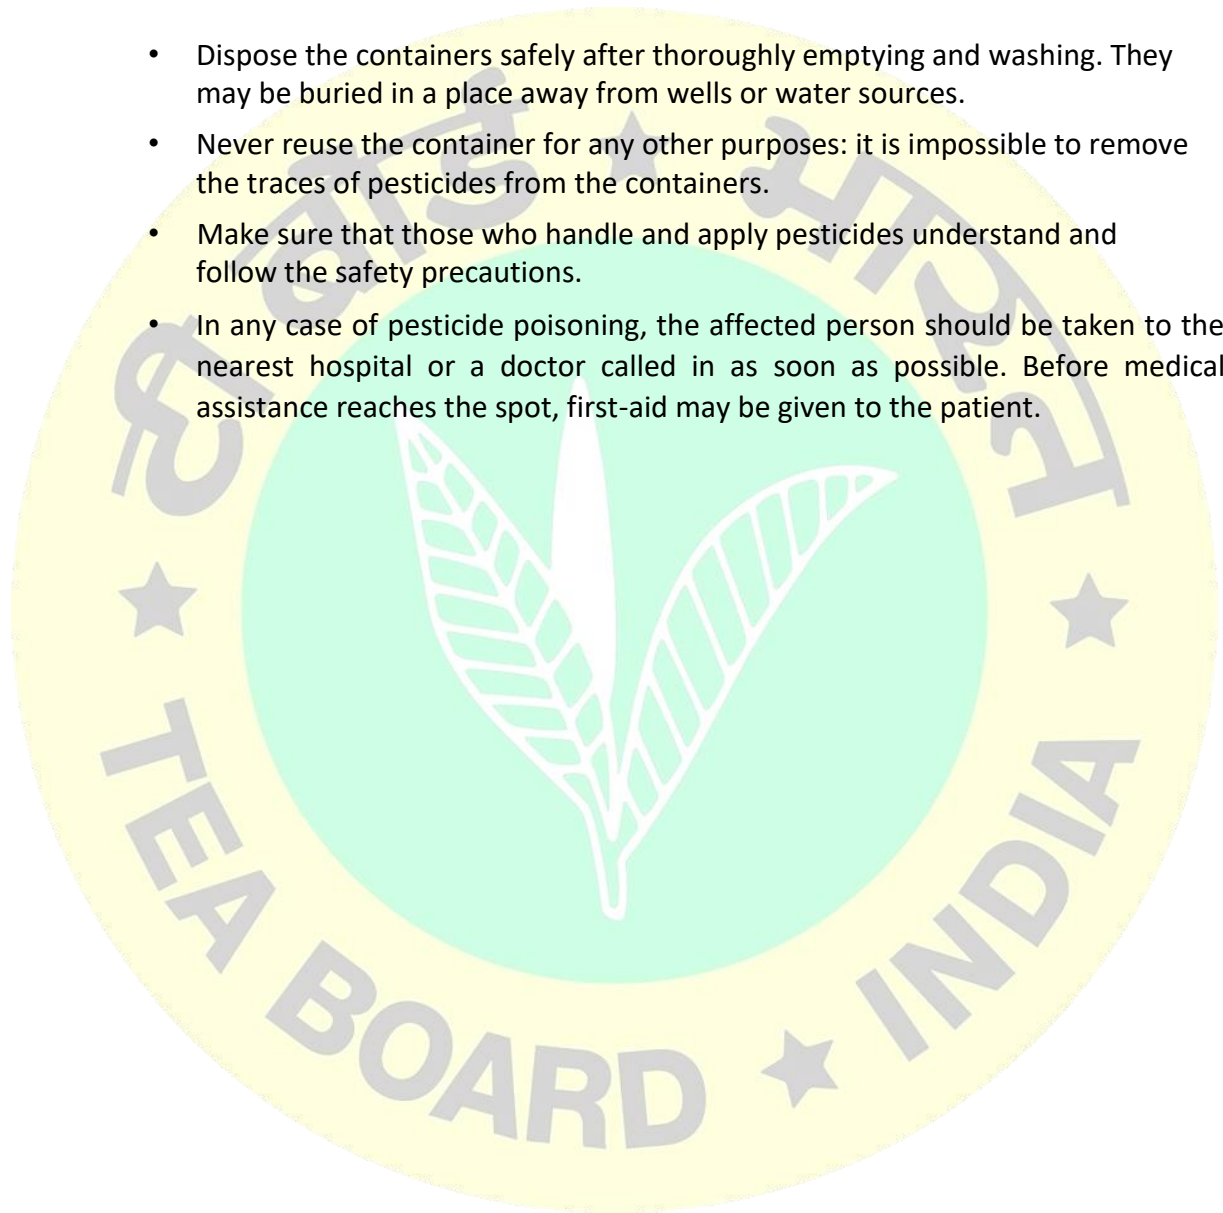 • Dispose the containers safely after thoroughly emptying and washing. They
may be buried in a place away from wells or water sources.
• Never reuse the container for any other purposes: it is impossible to remove
the traces of pesticides from the containers.
• Make sure that those who handle and apply pesticides understand and
follow the safety precautions.
• In any case of pesticide poisoning, the affected person should be taken to the
nearest hospital or a doctor called in as soon as possible. Before medical
assistance reaches the spot, first-aid may be given to the patient.
टी बोर्ड ★ भारत
★ TEA BOARD ★ INDIA ★